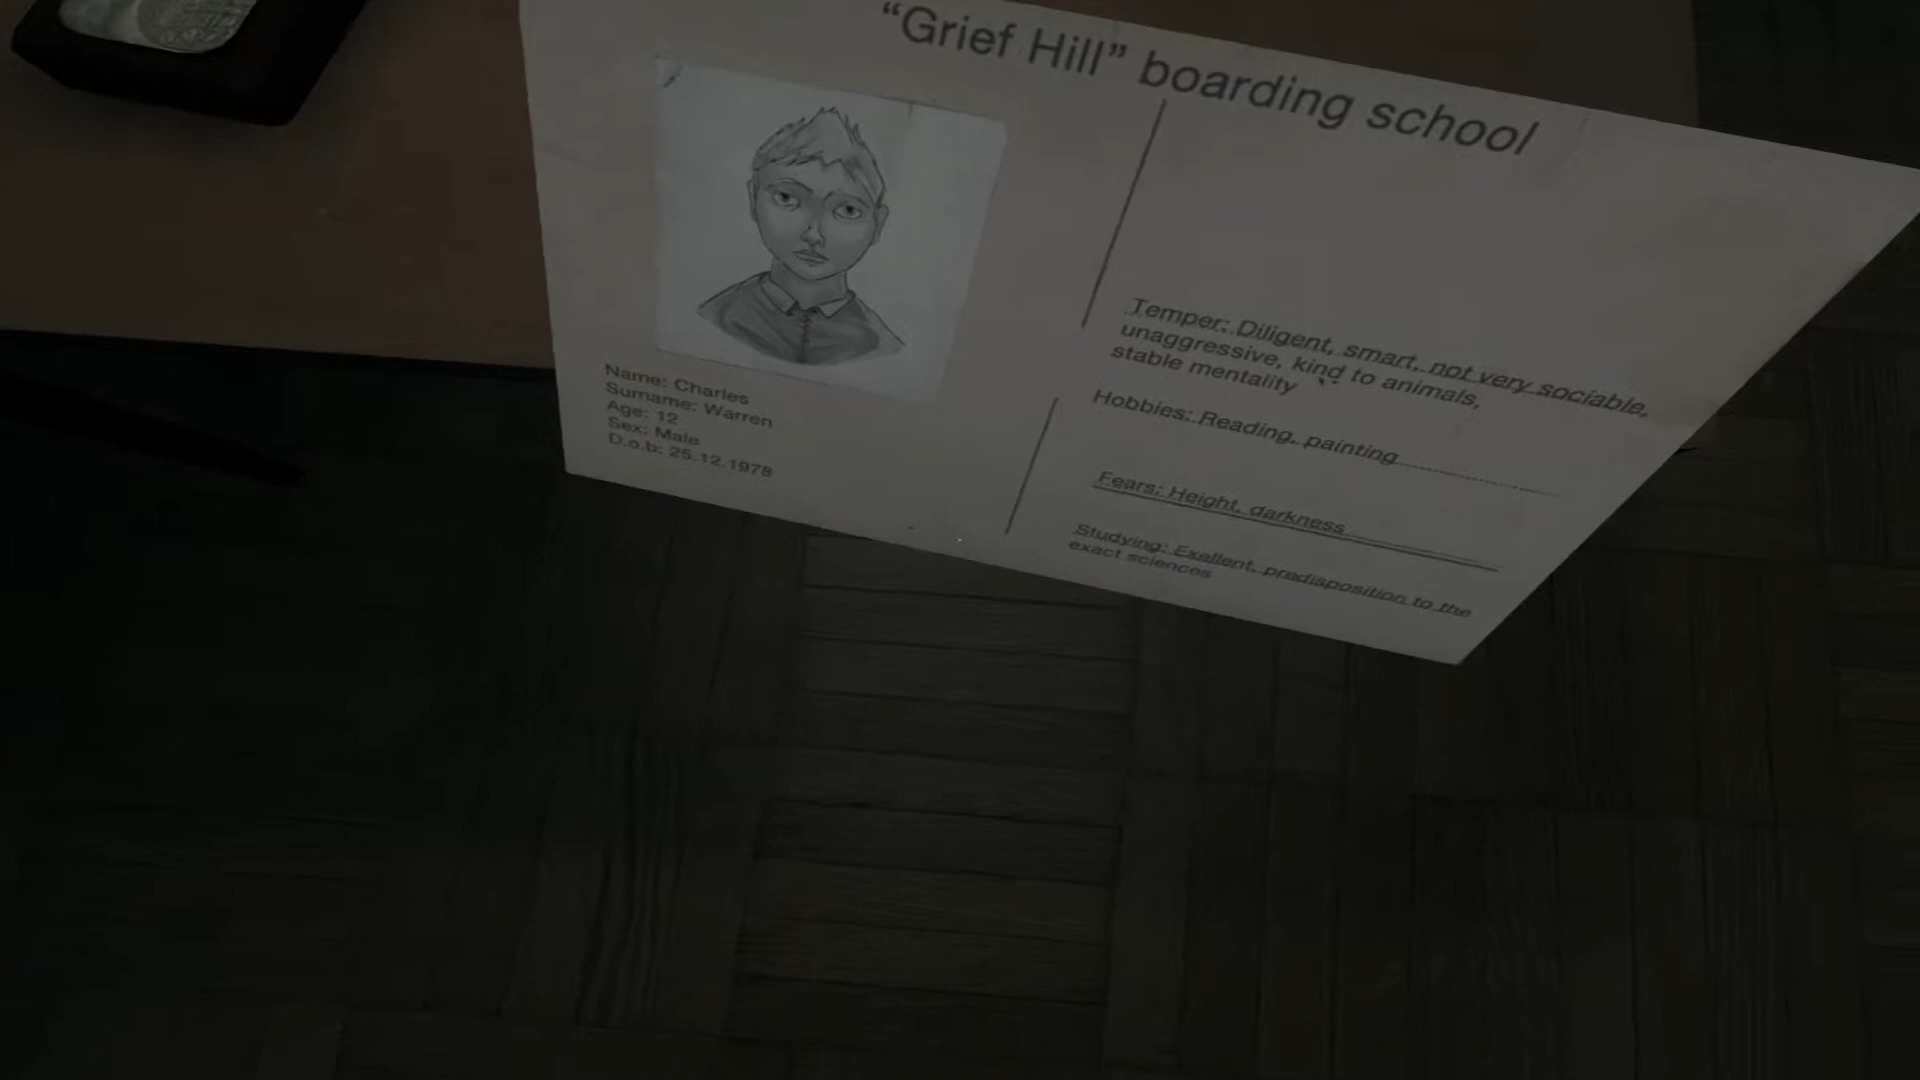 “Grief Hill” boarding school
Name: Charles
Surname: Warren
Age: 12
Sex: Male
D.o.b: 25.12.1978
Temper: Diligent, smart, not very sociable,
unaggressive, kind to animals,
stable mentality
Hobbies: Reading, painting
Fears: Height, darkness
Studying: Exellent, predisposition to the
exact sciences